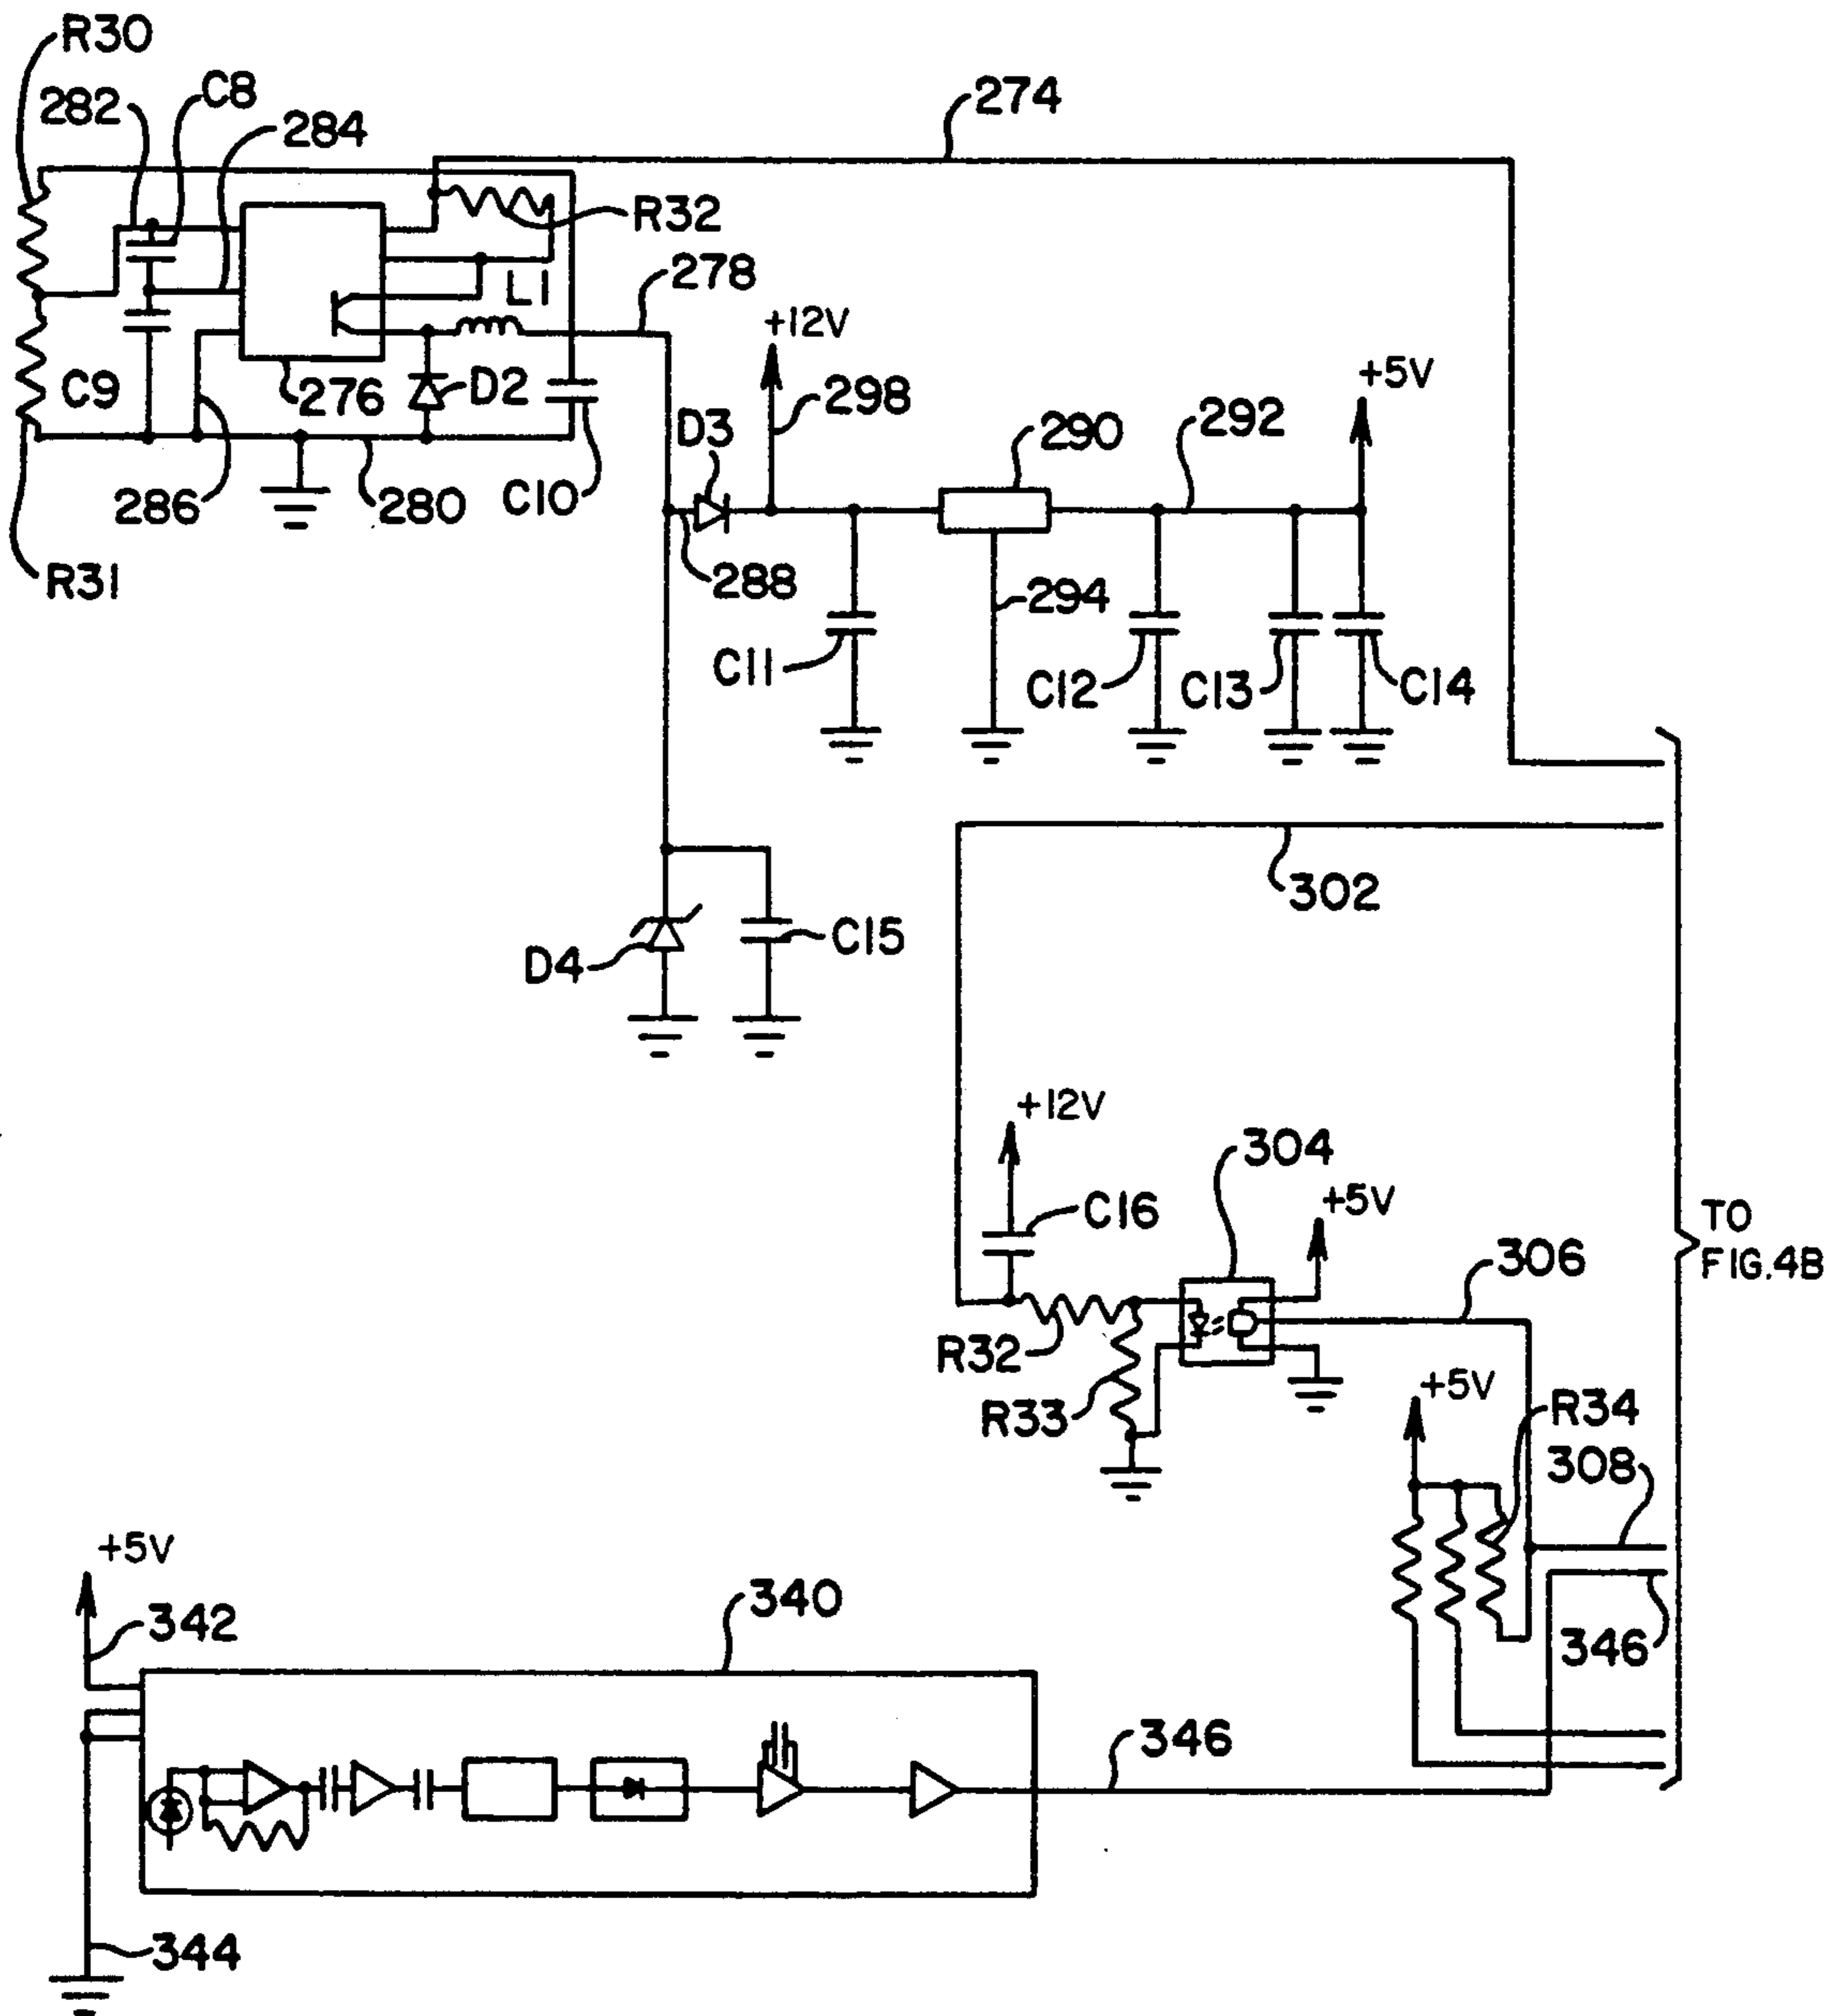 R30
282
C8
284
274
R32
L1
278
+12V
298
C9
276
D2
D3
290
292
+5V
286
280
C10
R31
288
294
C11
C12
C13
C14
302
D4
C15
+12V
C16
304
+5V
306
TO
FIG.4B
R32
R33
+5V
R34
308
346
+5V
342
340
346
344